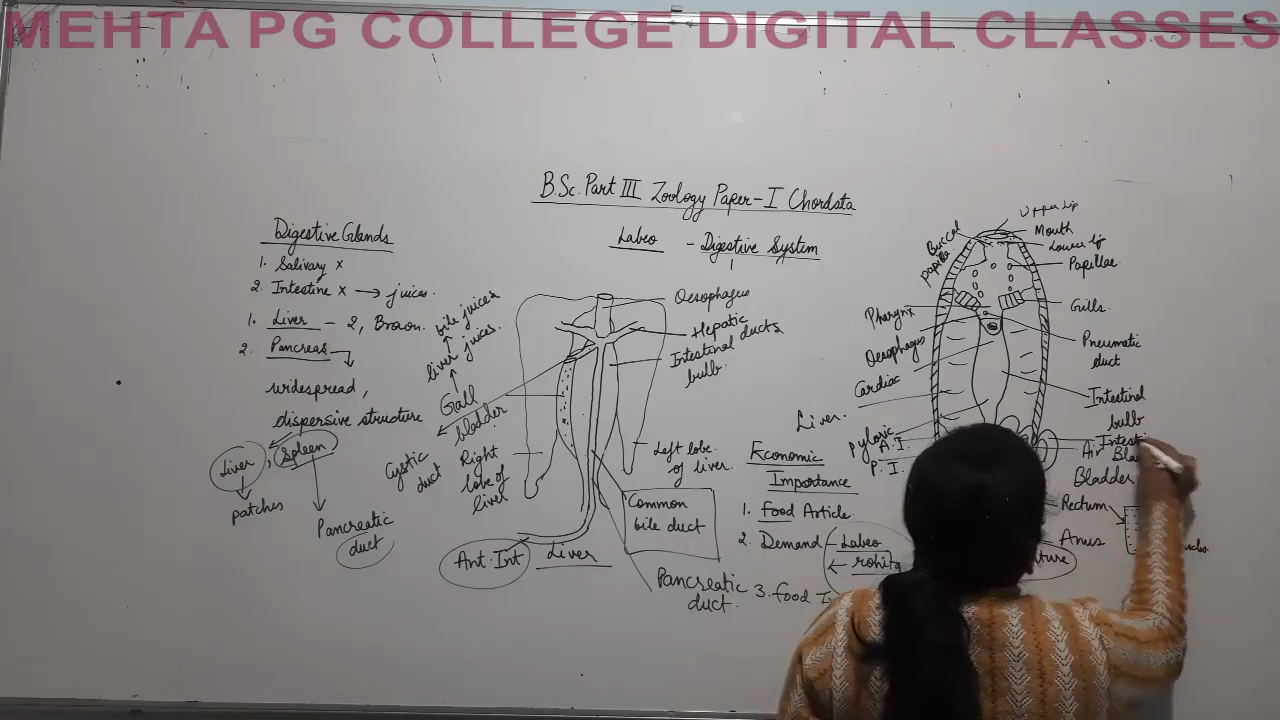 MEHTA PG COLLEGE DIGITAL CLASSES
B.Sc. Part III Zoology Paper-I Chordata
Labeo - Digestive System
Digestive Glands
1. Salivary x
2. Intestine x → juices.
1. Liver - 2, Brown.
2. Pancreas
widespread,
dispersive structure
Liver, Spleen
patches
Pancreatic
duct
bile juices
liver juices.
Gall
bladder
Cystic
duct
Right
lobe of
liver
Ant. Int
Liver
Oesophagus
Hepatic
ducts
Intestinal
bulb.
Left lobe
of liver.
Common
bile duct
Pancreatic
duct.
Liver.
Economic
Importance
1. Food Article.
2. Demand - Labeo
← rohita
3. Food
Buccal
papilla
Pharynx
Oesophagus
Cardiac
Pyloric
A.I.
P.I.
Upper Lip
Mouth
Lower lip
Papillae
Gills.
Pneumatic
duct
Intestinal
bulb
Air
Bladder
Rectum
Anus